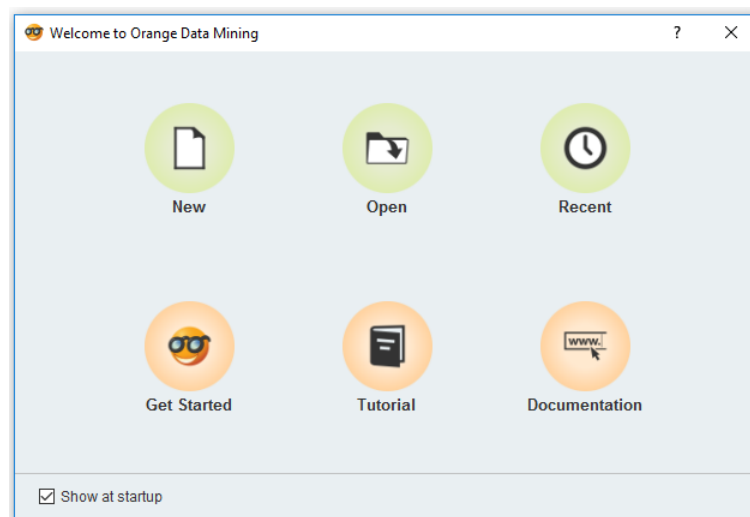 Welcome to Orange Data Mining
New Open Recent
www.
Get Started Tutorial Documentation
Show at startup